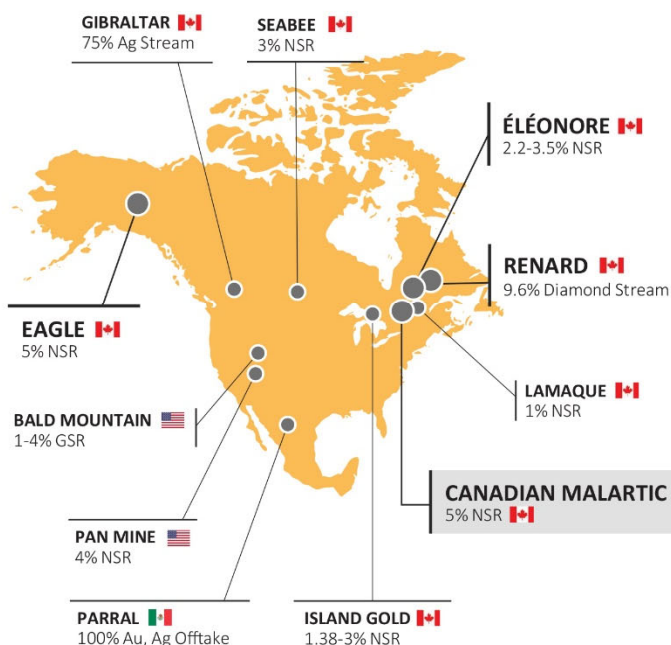 GIBRALTAR
75% Ag Stream
SEABEE
3% NSR
ÉLÉONORE
2.2-3.5% NSR
RENARD
9.6% Diamond Stream
EAGLE
5% NSR
LAMAQUE
1% NSR
BALD MOUNTAIN
1-4% GSR
CANADIAN MALARTIC
5% NSR
PAN MINE
4% NSR
PARRAL
100% Au, Ag Offtake
ISLAND GOLD
1.38-3% NSR